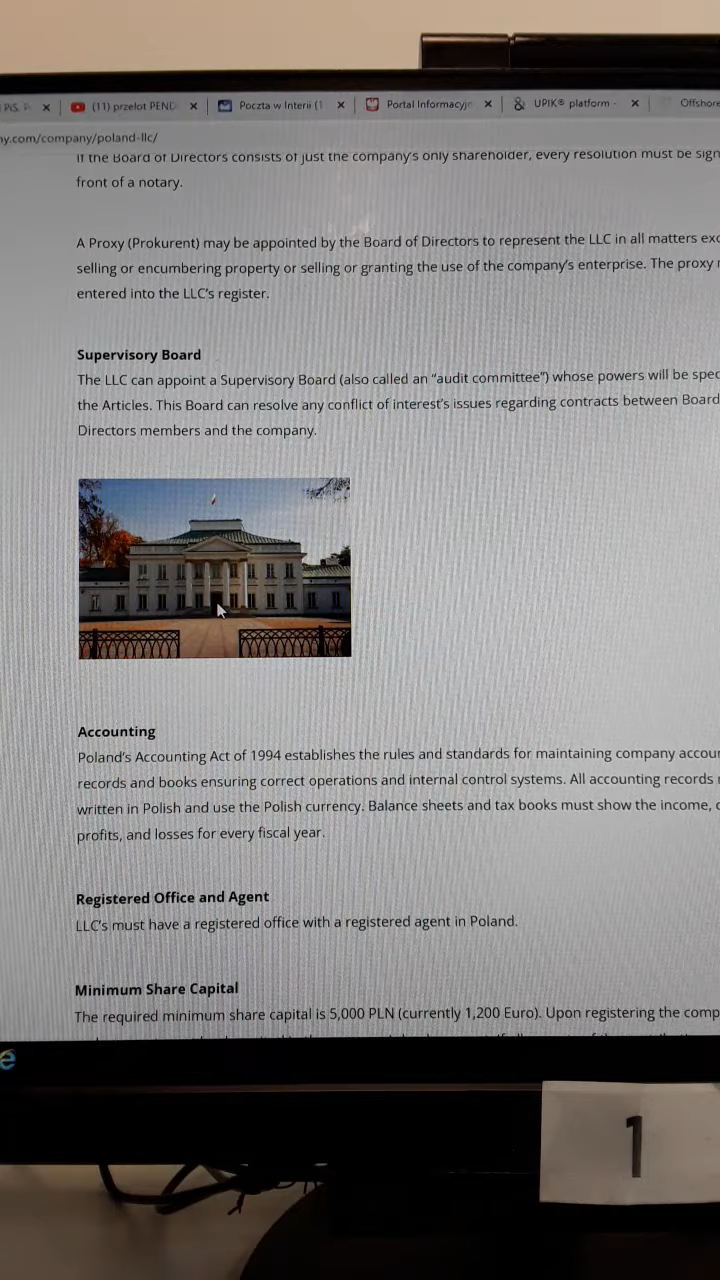 PiS. P
(11) przelot PEND
Poczta w Interii (1
Portal Informacyjn
UPIK® platform -
Offshore
ny.com/company/poland-llc/
If the Board of Directors consists of just the company's only shareholder, every resolution must be sign
front of a notary.
A Proxy (Prokurent) may be appointed by the Board of Directors to represent the LLC in all matters exc
selling or encumbering property or selling or granting the use of the company's enterprise. The proxy
entered into the LLC's register.
Supervisory Board
The LLC can appoint a Supervisory Board (also called an "audit committee") whose powers will be spec
the Articles. This Board can resolve any conflict of interest's issues regarding contracts between Board
Directors members and the company.
Accounting
Poland's Accounting Act of 1994 establishes the rules and standards for maintaining company accou
records and books ensuring correct operations and internal control systems. All accounting records
written in Polish and use the Polish currency. Balance sheets and tax books must show the income,
profits, and losses for every fiscal year.
Registered Office and Agent
LLC's must have a registered office with a registered agent in Poland.
Minimum Share Capital
The required minimum share capital is 5,000 PLN (currently 1,200 Euro). Upon registering the comp
1